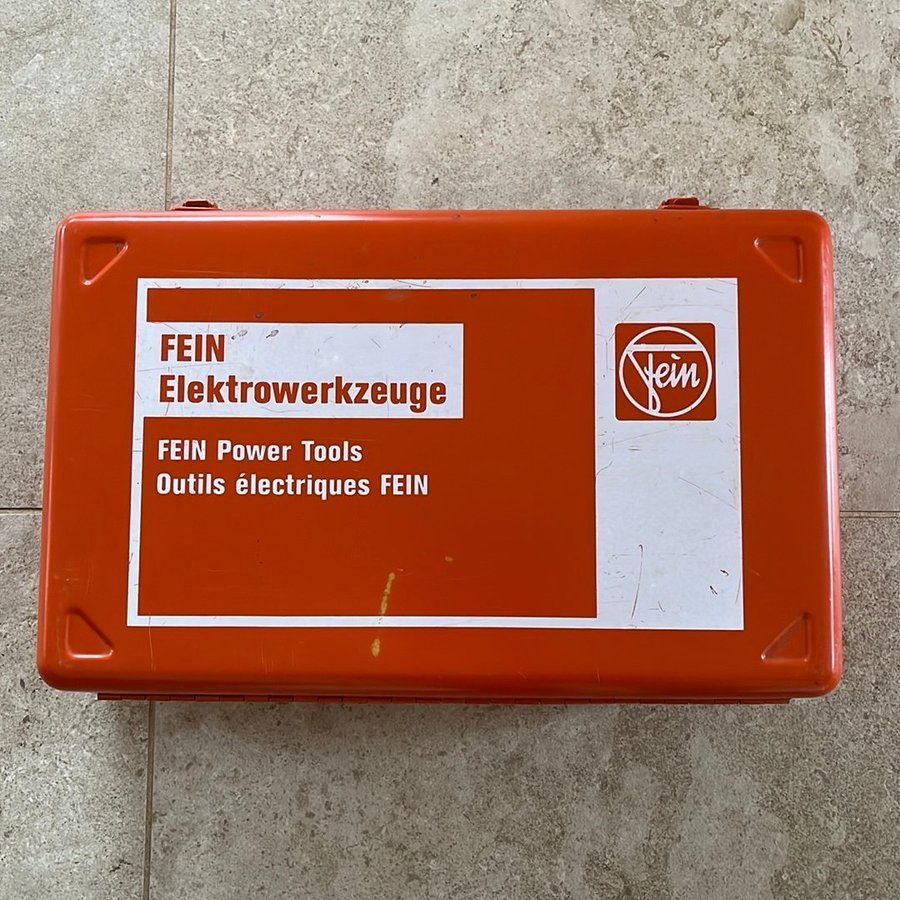 FEIN
Elektrowerkzeuge
FEIN Power Tools
Outils électriques FEIN
Fein